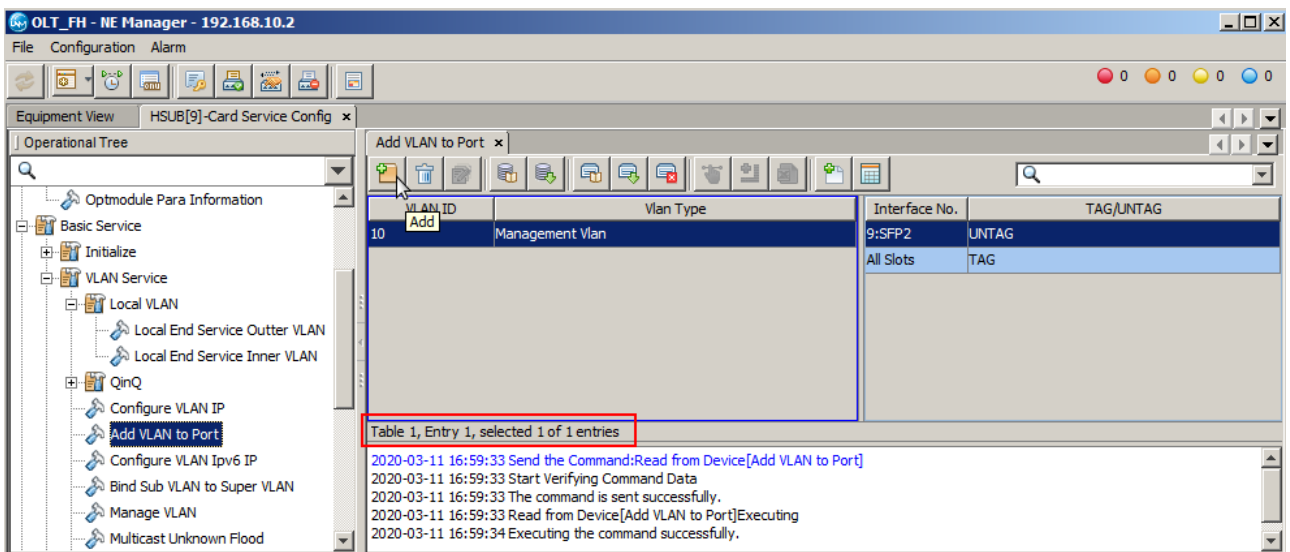 OLT_FH - NE Manager - 192.168.10.2
File Configuration Alarm
0 0 0 0
Equipment View HSUB[9]-Card Service Config
Operational Tree
Add VLAN to Port
Optmodule Para Information
Basic Service
Initialize
VLAN Service
Local VLAN
Local End Service Outter VLAN
Local End Service Inner VLAN
QinQ
Configure VLAN IP
Add VLAN to Port
Configure VLAN Ipv6 IP
Bind Sub VLAN to Super VLAN
Manage VLAN
Multicast Unknown Flood
VLAN ID Vlan Type
Add
10 Management Vlan
Interface No. TAG/UNTAG
9:SFP2 UNTAG
All Slots TAG
Table 1, Entry 1, selected 1 of 1 entries
2020-03-11 16:59:33 Send the Command:Read from Device[Add VLAN to Port]
2020-03-11 16:59:33 Start Verifying Command Data
2020-03-11 16:59:33 The command is sent successfully.
2020-03-11 16:59:33 Read from Device[Add VLAN to Port]Executing
2020-03-11 16:59:34 Executing the command successfully.